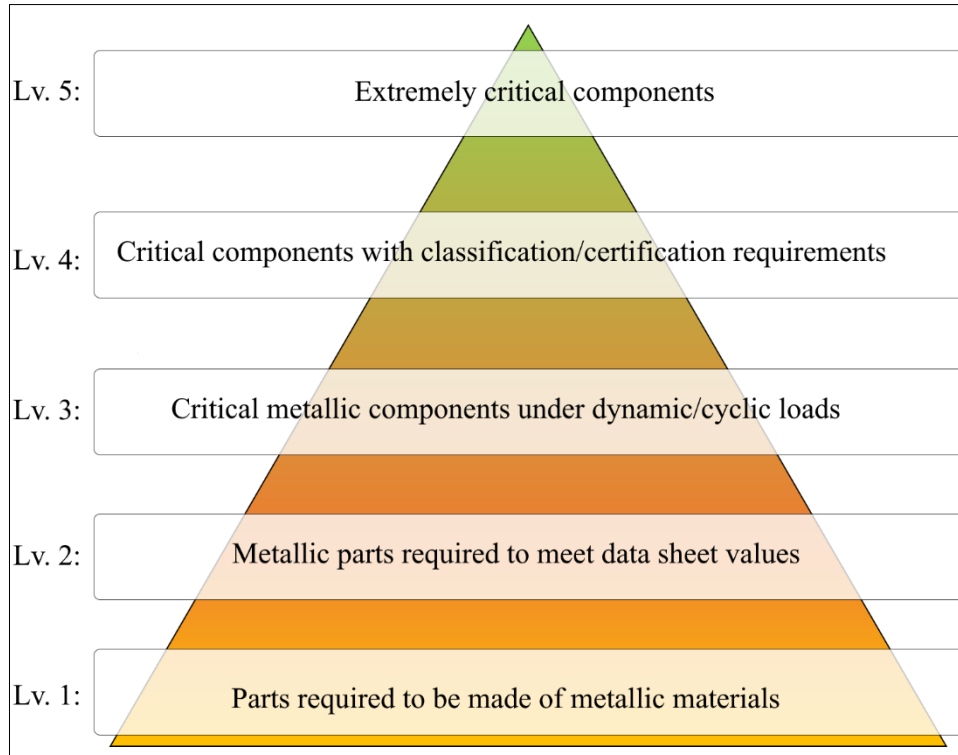 Lv. 5: Extremely critical components
Lv. 4: Critical components with classification/certification requirements
Lv. 3: Critical metallic components under dynamic/cyclic loads
Lv. 2: Metallic parts required to meet data sheet values
Lv. 1: Parts required to be made of metallic materials